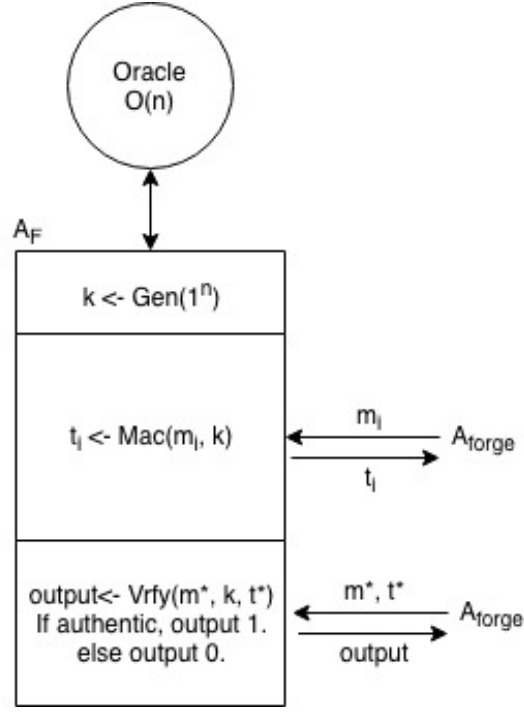 Oracle
O(n)
A_F
k <- Gen(1^n)
t_i <- Mac(m_i, k)
m_i
A_forge
t_i
output<- Vrfy(m*, k, t*)
If authentic, output 1.
else output 0.
m*, t*
A_forge
output